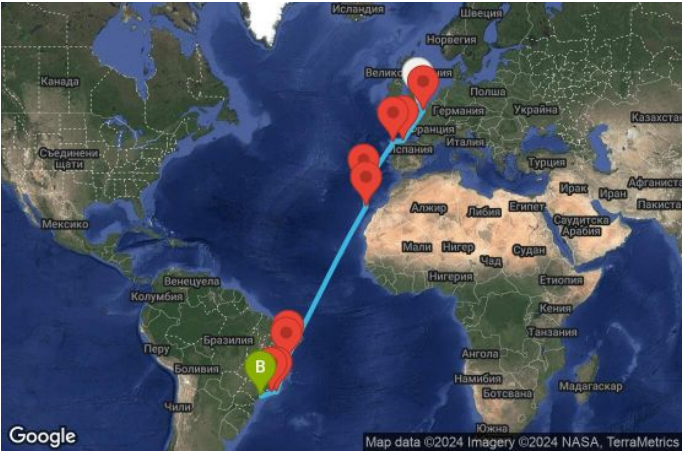 Исландия
Швеция
Норвегия
Канада
Полша
Германия
Украйна
Казахста
Франция
Италия
Испания
Турция
Съединени
щати
Ирак
Иран
Афганиста
Пакиста
Алжир
Либия
Египет
Саудитска
Арабия
Мексико
Мали
Нигер
Чад
Судан
Нигерия
Етиопия
Венецуела
Колумбия
Кения
Танзания
Перу
Бразилия
Ангола
Боливия
B
Намибия
Ботсвана
Мадагаскар
Чили
Южна
Google
Map data ©2024 Imagery ©2024 NASA, TerraMetrics